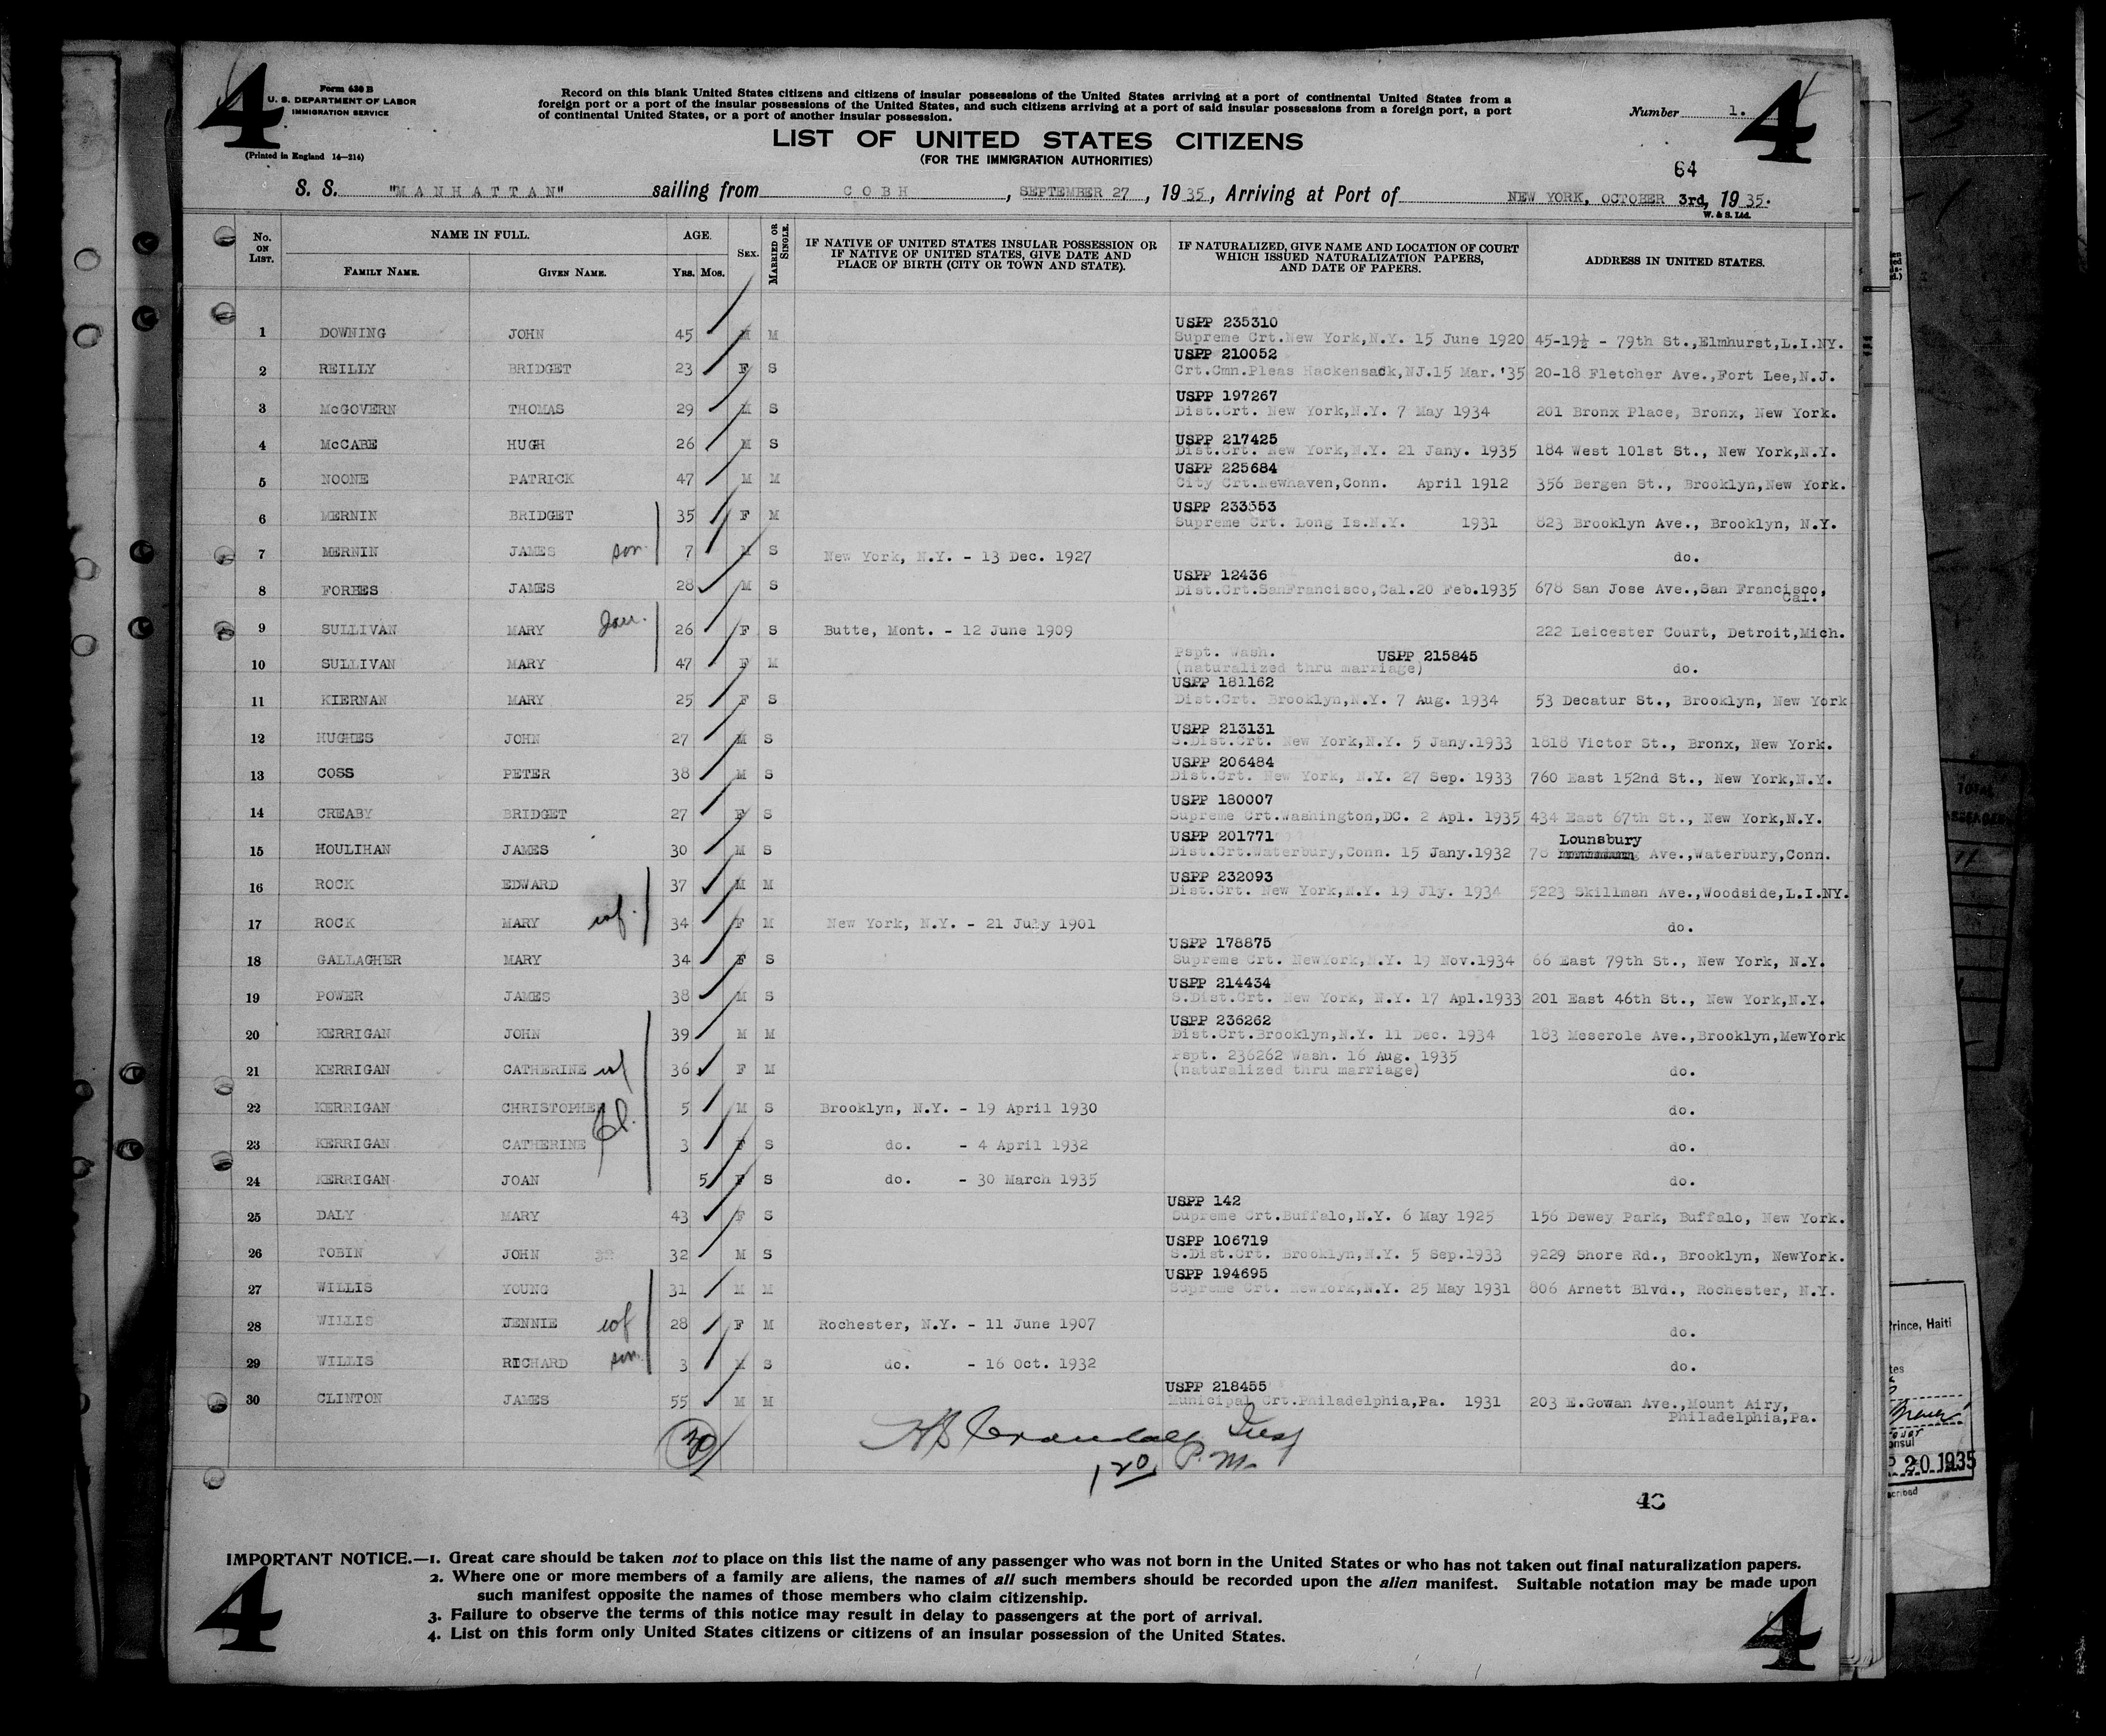 4
4
Form 630 B
U. S. DEPARTMENT OF LABOR
IMMIGRATION SERVICE
(Printed in England 14—214)
Record on this blank United States citizens and citizens of insular possessions of the United States arriving at a port of continental United States from a
foreign port or a port of the insular possessions of the United States, and such citizens arriving at a port of said insular possessions from a foreign port, a port
of continental United States, or a port of another insular possession.
Number 1.
LIST OF UNITED STATES CITIZENS
(FOR THE IMMIGRATION AUTHORITIES)
64
S. S. "MANHATTAN" sailing from COBH, SEPTEMBER 27, 1935, Arriving at Port of NEW YORK, OCTOBER 3rd, 1935.
W. & S. Ltd.
No. ON LIST. NAME IN FULL. AGE. SEX. MARRIED OR SINGLE. IF NATIVE OF UNITED STATES INSULAR POSSESSION OR IF NATIVE OF UNITED STATES, GIVE DATE AND PLACE OF BIRTH (CITY OR TOWN AND STATE). IF NATURALIZED, GIVE NAME AND LOCATION OF COURT WHICH ISSUED NATURALIZATION PAPERS, AND DATE OF PAPERS. ADDRESS IN UNITED STATES.
FAMILY NAME. GIVEN NAME. YRS. MOS.
USPP 235310
1 DOWNING JOHN 45 M M Supreme Crt.New York,N.Y. 15 June 1920 45-19½ - 79th St.,Elmhurst,L.I.NY.
USPP 210052
2 REILLY BRIDGET 23 F S Crt.Cmn.Pleas Hackensack,NJ.15 Mar.'35 20-18 Fletcher Ave.,Fort Lee,N.J.
USPP 197267
3 McGOVERN THOMAS 29 M S Dist.Crt. New York,N.Y. 7 May 1934 201 Bronx Place, Bronx, New York.
USPP 217425
4 McCABE HUGH 26 M S Dist.Crt. New York,N.Y. 21 Jany. 1935 184 West 101st St., New York,N.Y.
USPP 225684
5 NOONE PATRICK 47 M M City Crt.Newhaven,Conn. April 1912 356 Bergen St., Brooklyn,New York.
USPP 233553
6 MERNIN BRIDGET 35 F M Supreme Crt. Long Is.N.Y. 1931 823 Brooklyn Ave., Brooklyn, N.Y.
7 MERNIN JAMES son 7 M S New York, N.Y. - 13 Dec. 1927 do.
USPP 12436
8 FORBES JAMES 28 M S Dist.Crt.SanFrancisco,Cal.20 Feb.1935 678 San Jose Ave.,San Francisco,
Cal.
9 SULLIVAN MARY 26 F S Butte, Mont. - 12 June 1909 222 Leicester Court, Detroit,Mich.
Pspt. Wash. USPP 215845
10 SULLIVAN MARY 47 F M (naturalized thru marriage) do.
USPP 181162
11 KIERNAN MARY 25 F S Dist.Crt. Brooklyn,N.Y. 7 Aug. 1934 53 Decatur St., Brooklyn, New York
USPP 213131
12 HUGHES JOHN 27 M S S.Dist.Crt. New York,N.Y. 5 Jany.1933 1818 Victor St., Bronx, New York.
USPP 206484
13 COSS PETER 38 M S Dist.Crt. New York, N.Y. 27 Sep. 1933 760 East 152nd St., New York,N.Y.
USPP 180007
14 CREABY BRIDGET 27 F S Supreme Crt.Washington,DC. 2 Apl. 1935 434 East 67th St., New York,N.Y.
USPP 201771 Lounsbury
15 HOULIHAN JAMES 30 M S Dist.Crt.Waterbury,Conn. 15 Jany.1932 78 Ave.,Waterbury,Conn.
USPP 232093
16 ROCK EDWARD 37 M M Dist.Crt. New York,N.Y. 19 Jly. 1934 5223 Skillman Ave.,Woodside,L.I.NY.
17 ROCK MARY wf. 34 F M New York, N.Y. - 21 July 1901 do.
USPP 178875
18 GALLAGHER MARY 34 F S Supreme Crt. NewYork,N.Y. 19 Nov.1934 66 East 79th St., New York, N.Y.
USPP 214434
19 POWER JAMES 38 M S S.Dist.Crt. New York, N.Y. 17 Apl.1933 201 East 46th St., New York,N.Y.
USPP 236262
20 KERRIGAN JOHN 39 M M Dist.Crt.Brooklyn,N.Y. 11 Dec. 1934 183 Meserole Ave.,Brooklyn,MewYork
Pspt. 236262 Wash. 16 Aug. 1935
21 KERRIGAN CATHERINE wf 36 F M (naturalized thru marriage) do.
22 KERRIGAN CHRISTOPHER 5 M S Brooklyn, N.Y. - 19 April 1930 do.
23 KERRIGAN CATHERINE 3 F S do. - 4 April 1932 do.
24 KERRIGAN JOAN 5 F S do. - 30 March 1935 do.
USPP 142
25 DALY MARY 43 F S Supreme Crt.Buffalo,N.Y. 6 May 1925 156 Dewey Park, Buffalo, New York.
USPP 106719
26 TOBIN JOHN 32 M S S.Dist.Crt. Brooklyn,N.Y. 5 Sep.1933 9229 Shore Rd., Brooklyn, NewYork.
USPP 194695
27 WILLIS YOUNG 31 M M Supreme Crt. NewYork,N.Y. 25 May 1931 806 Arnett Blvd., Rochester, N.Y.
28 WILLIS JENNIE wf 28 F M Rochester, N.Y. - 11 June 1907 do.
29 WILLIS RICHARD son 3 M S do. - 16 Oct. 1932 do.
USPP 218455
30 CLINTON JAMES 55 M M Municipal Crt.Philadelphia,Pa. 1931 203 E.Gowan Ave.,Mount Airy,
Philadelphia,Pa.
30
H B Crandall Insp
1 20 P.M.
rince, Haiti
20 1935
IMPORTANT NOTICE.—1. Great care should be taken not to place on this list the name of any passenger who was not born in the United States or who has not taken out final naturalization papers.
2. Where one or more members of a family are aliens, the names of all such members should be recorded upon the alien manifest. Suitable notation may be made upon
such manifest opposite the names of those members who claim citizenship.
3. Failure to observe the terms of this notice may result in delay to passengers at the port of arrival.
4. List on this form only United States citizens or citizens of an insular possession of the United States.
4
4